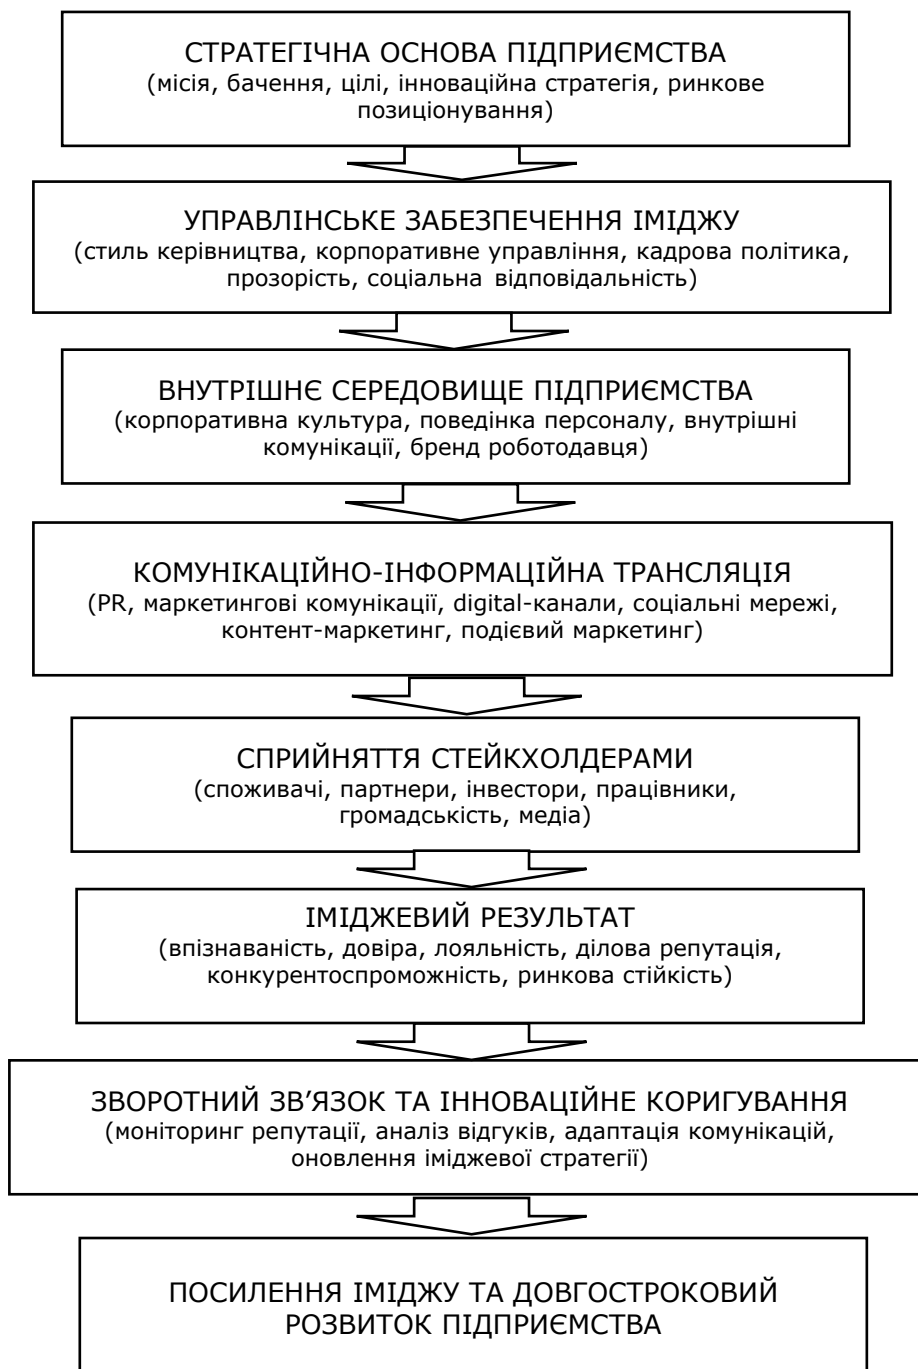 СТРАТЕГІЧНА ОСНОВА ПІДПРИЄМСТВА
(місія, бачення, цілі, інноваційна стратегія, ринкове
позиціонування)
УПРАВЛІНСЬКЕ ЗАБЕЗПЕЧЕННЯ ІМІДЖУ
(стиль керівництва, корпоративне управління, кадрова політика,
прозорість, соціальна відповідальність)
ВНУТРІШНЄ СЕРЕДОВИЩЕ ПІДПРИЄМСТВА
(корпоративна культура, поведінка персоналу, внутрішні
комунікації, бренд роботодавця)
КОМУНІКАЦІЙНО-ІНФОРМАЦІЙНА ТРАНСЛЯЦІЯ
(PR, маркетингові комунікації, digital-канали, соціальні мережі,
контент-маркетинг, подієвий маркетинг)
СПРИЙНЯТТЯ СТЕЙКХОЛДЕРАМИ
(споживачі, партнери, інвестори, працівники,
громадськість, медіа)
ІМІДЖЕВИЙ РЕЗУЛЬТАТ
(впізнаваність, довіра, лояльність, ділова репутація,
конкурентоспроможність, ринкова стійкість)
ЗВОРОТНИЙ ЗВ’ЯЗОК ТА ІННОВАЦІЙНЕ КОРИГУВАННЯ
(моніторинг репутації, аналіз відгуків, адаптація комунікацій,
оновлення іміджевої стратегії)
ПОСИЛЕННЯ ІМІДЖУ ТА ДОВГОСТРОКОВИЙ
РОЗВИТОК ПІДПРИЄМСТВА